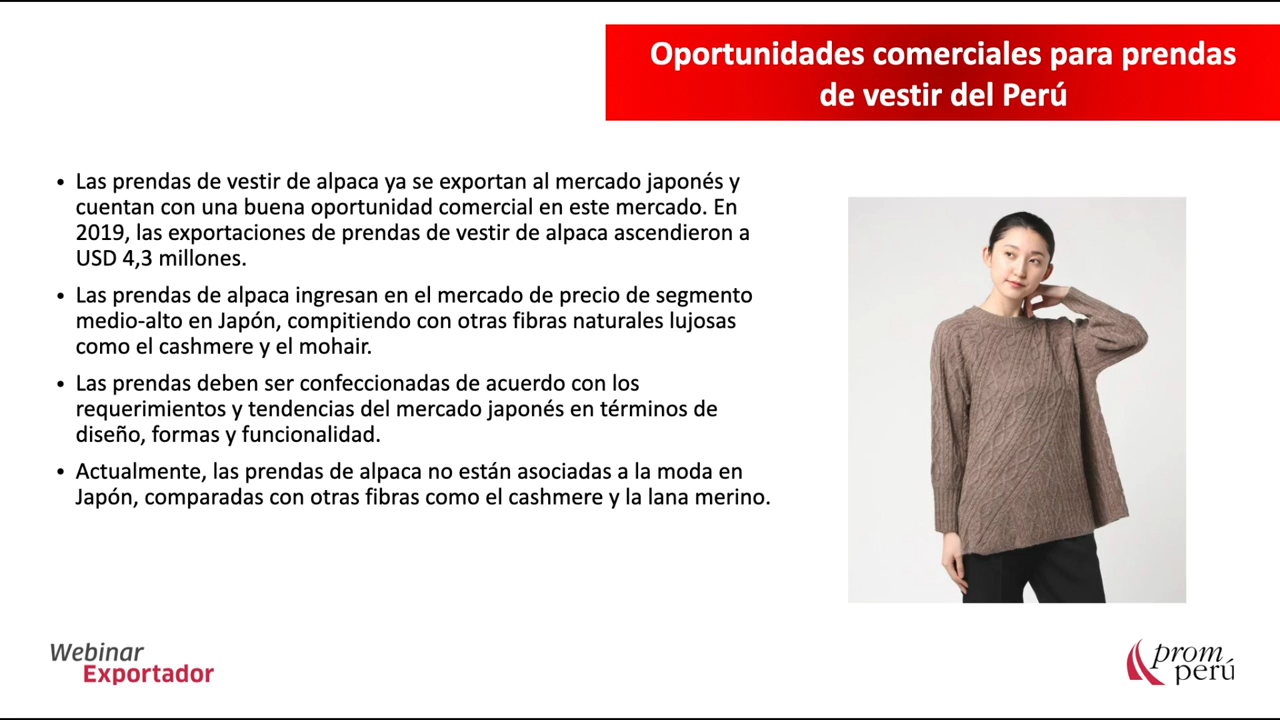 Oportunidades comerciales para prendas
de vestir del Perú
• Las prendas de vestir de alpaca ya se exportan al mercado japonés y
cuentan con una buena oportunidad comercial en este mercado. En
2019, las exportaciones de prendas de vestir de alpaca ascendieron a
USD 4,3 millones.
• Las prendas de alpaca ingresan en el mercado de precio de segmento
medio-alto en Japón, compitiendo con otras fibras naturales lujosas
como el cashmere y el mohair.
• Las prendas deben ser confeccionadas de acuerdo con los
requerimientos y tendencias del mercado japonés en términos de
diseño, formas y funcionalidad.
• Actualmente, las prendas de alpaca no están asociadas a la moda en
Japón, comparadas con otras fibras como el cashmere y la lana merino.
Webinar
Exportador
prom
perú